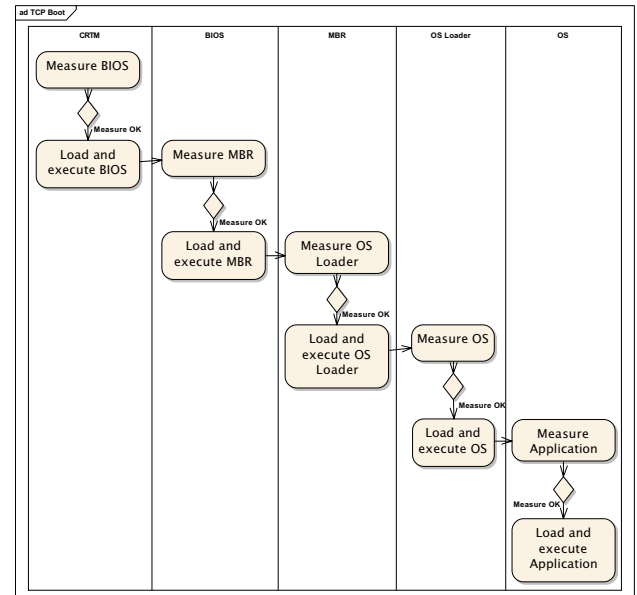 ad TCP Boot
CRTM
BIOS
MBR
OS Loader
OS
Measure BIOS
Measure OK
Load and
execute BIOS
Measure MBR
Measure OK
Load and
execute MBR
Measure OS
Loader
Measure OK
Load and
execute OS
Loader
Measure OS
Measure OK
Load and
execute OS
Measure
Application
Measure OK
Load and
execute
Application